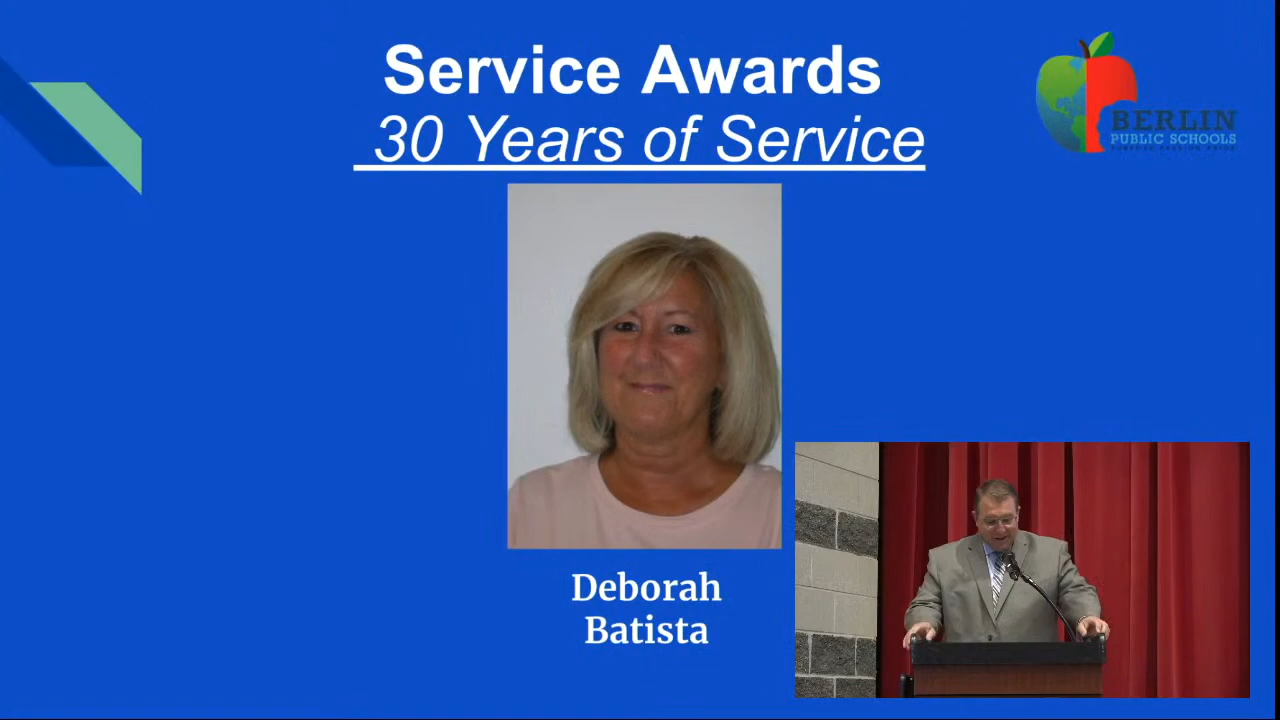 Service Awards
30 Years of Service
BERLIN
PUBLIC SCHOOLS
Deborah
Batista